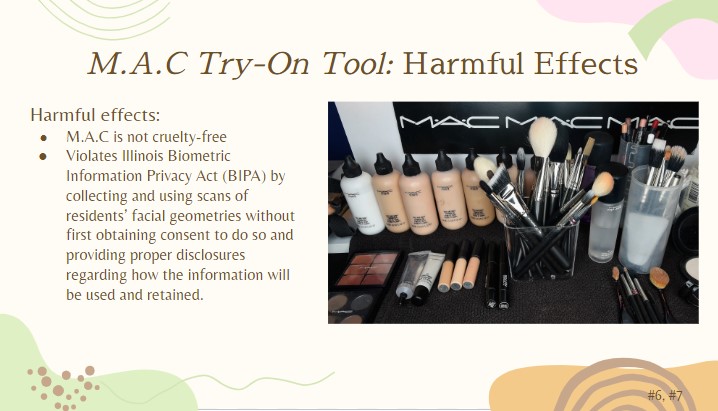 M.A.C Try-On Tool: Harmful Effects
Harmful effects:
● M.A.C is not cruelty-free
● Violates Illinois Biometric
Information Privacy Act (BIPA) by
collecting and using scans of
residents’ facial geometries without
first obtaining consent to do so and
providing proper disclosures
regarding how the information will
be used and retained.
MAC MAC MAC
#6, #7